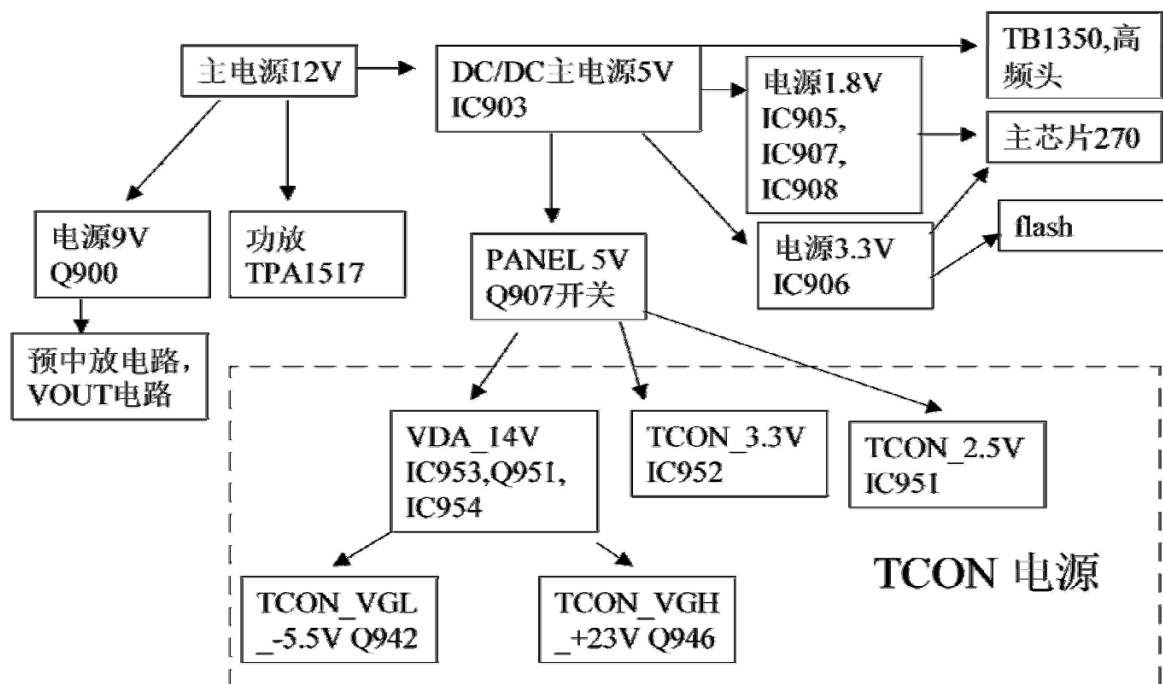 主电源12V
DC/DC主电源5V
IC903
TB1350,高
频头
电源1.8V
IC905,
IC907,
IC908
主芯片270
电源9V
Q900
功放
TPA1517
PANEL 5V
Q907开关
电源3.3V
IC906
flash
预中放电路，
VOUT电路
VDA_14V
IC953,Q951,
IC954
TCON_3.3V
IC952
TCON_2.5V
IC951
TCON 电源
TCON_VGL
_-5.5V Q942
TCON_VGH
_+23V Q946